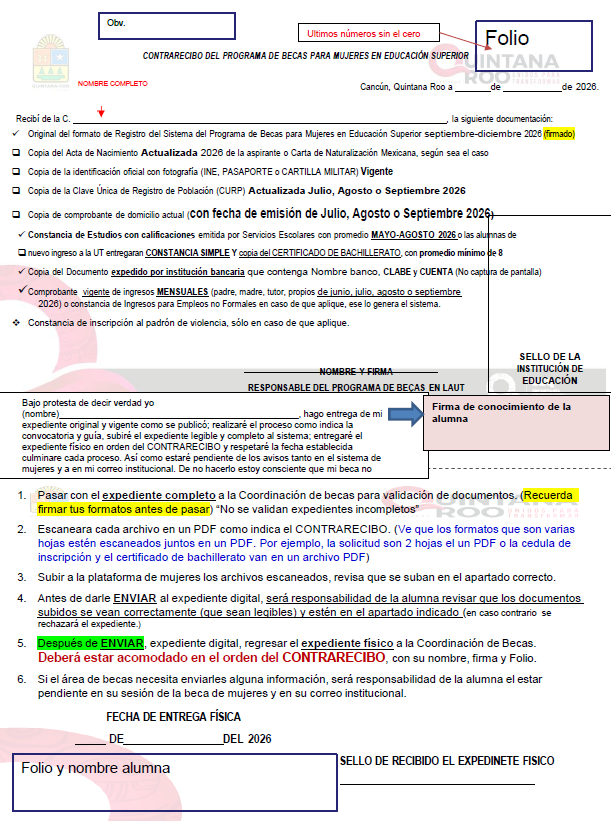 Obv.
Ultimos números sin el cero
Folio
CONTRARECIBO DEL PROGRAMA DE BECAS PARA MUJERES EN EDUCACIÓN SUPERIOR
QUINTANA
ROO
NOMBRE COMPLETO
Cancún, Quintana Roo a _______de ____________de 2026.
Recibí de la C. ____________________, la siguiente documentación:
✓ Original del formato de Registro del Sistema del Programa de Becas para Mujeres en Educación Superior septiembre-diciembre 2026 (firmado)
❑ Copia del Acta de Nacimiento Actualizada 2026 de la aspirante o Carta de Naturalización Mexicana, según sea el caso
❑ Copia de la identificación oficial con fotografía (INE, PASAPORTE o CARTILLA MILITAR) Vigente
❑ Copia de la Clave Única de Registro de Población (CURP) Actualizada Julio, Agosto o Septiembre 2026
❑ Copia de comprobante de domicilio actual (con fecha de emisión de Julio, Agosto o Septiembre 2026)
✓ Constancia de Estudios con calificaciones emitida por Servicios Escolares con promedio MAYO-AGOSTO 2026 o las alumnas de
❑ nuevo ingreso a la UT entregaran CONSTANCIA SIMPLE Y copia del CERTIFICADO DE BACHILLERATO, con promedio mínimo de 8
✓ Copia del Documento expedido por institución bancaria que contenga Nombre banco, CLABE y CUENTA (No captura de pantalla)
✓ Comprobante vigente de ingresos MENSUALES (padre, madre, tutor, propios de junio, julio, agosto o septiembre
2026) o constancia de Ingresos para Empleos no Formales en caso de que aplique, ese lo genera el sistema.
❖ Constancia de inscripción al padrón de violencia, sólo en caso de que aplique.
SELLO DE LA
INSTITUCIÓN DE
EDUCACIÓN
NOMBRE Y FIRMA
RESPONSABLE DEL PROGRAMA DE BECAS EN LAUT
Bajo protesta de decir verdad yo
(nombre)____________________, hago entrega de mi
expediente original y vigente como se publicó; realizaré el proceso como indica la
convocatoria y guía, subiré el expediente legible y completo al sistema; entregaré el
expediente físico en orden del CONTRARECIBO y respetaré la fecha establecida
culminare cada proceso. Así como estaré pendiente de los avisos tanto en el sistema de
mujeres y a en mi correo institucional. De no hacerlo estoy consciente que mi beca no
Firma de conocimiento de la
alumna
QUINTANA
ROO
1. Pasar con el expediente completo a la Coordinación de becas para validación de documentos. (Recuerda
firmar tus formatos antes de pasar) “No se validan expedientes incompletos”
2. Escaneara cada archivo en un PDF como indica el CONTRARECIBO. (Ve que los formatos que son varias
hojas estén escaneados juntos en un PDF. Por ejemplo, la solicitud son 2 hojas el un PDF o la cedula de
inscripción y el certificado de bachillerato van en un archivo PDF)
3. Subir a la plataforma de mujeres los archivos escaneados, revisa que se suban en el apartado correcto.
4. Antes de darle ENVIAR al expediente digital, será responsabilidad de la alumna revisar que los documentos
subidos se vean correctamente (que sean legibles) y estén en el apartado indicado (en caso contrario se
rechazará el expediente.)
5. Después de ENVIAR, expediente digital, regresar el expediente físico a la Coordinación de Becas.
Deberá estar acomodado en el orden del CONTRARECIBO, con su nombre, firma y Folio.
6. Si el área de becas necesita enviarles alguna información, será responsabilidad de la alumna el estar
pendiente en su sesión de la beca de mujeres y en su correo institucional.
FECHA DE ENTREGA FÍSICA
_____ DE________________DEL 2026
Folio y nombre alumna
SELLO DE RECIBIDO EL EXPEDINETE FISICO